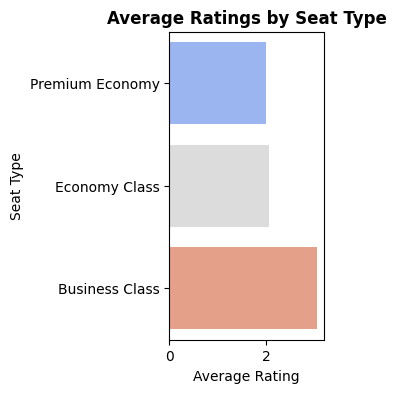 Average Ratings by Seat Type
Premium Economy
Economy Class
Business Class
Seat Type
0
2
Average Rating